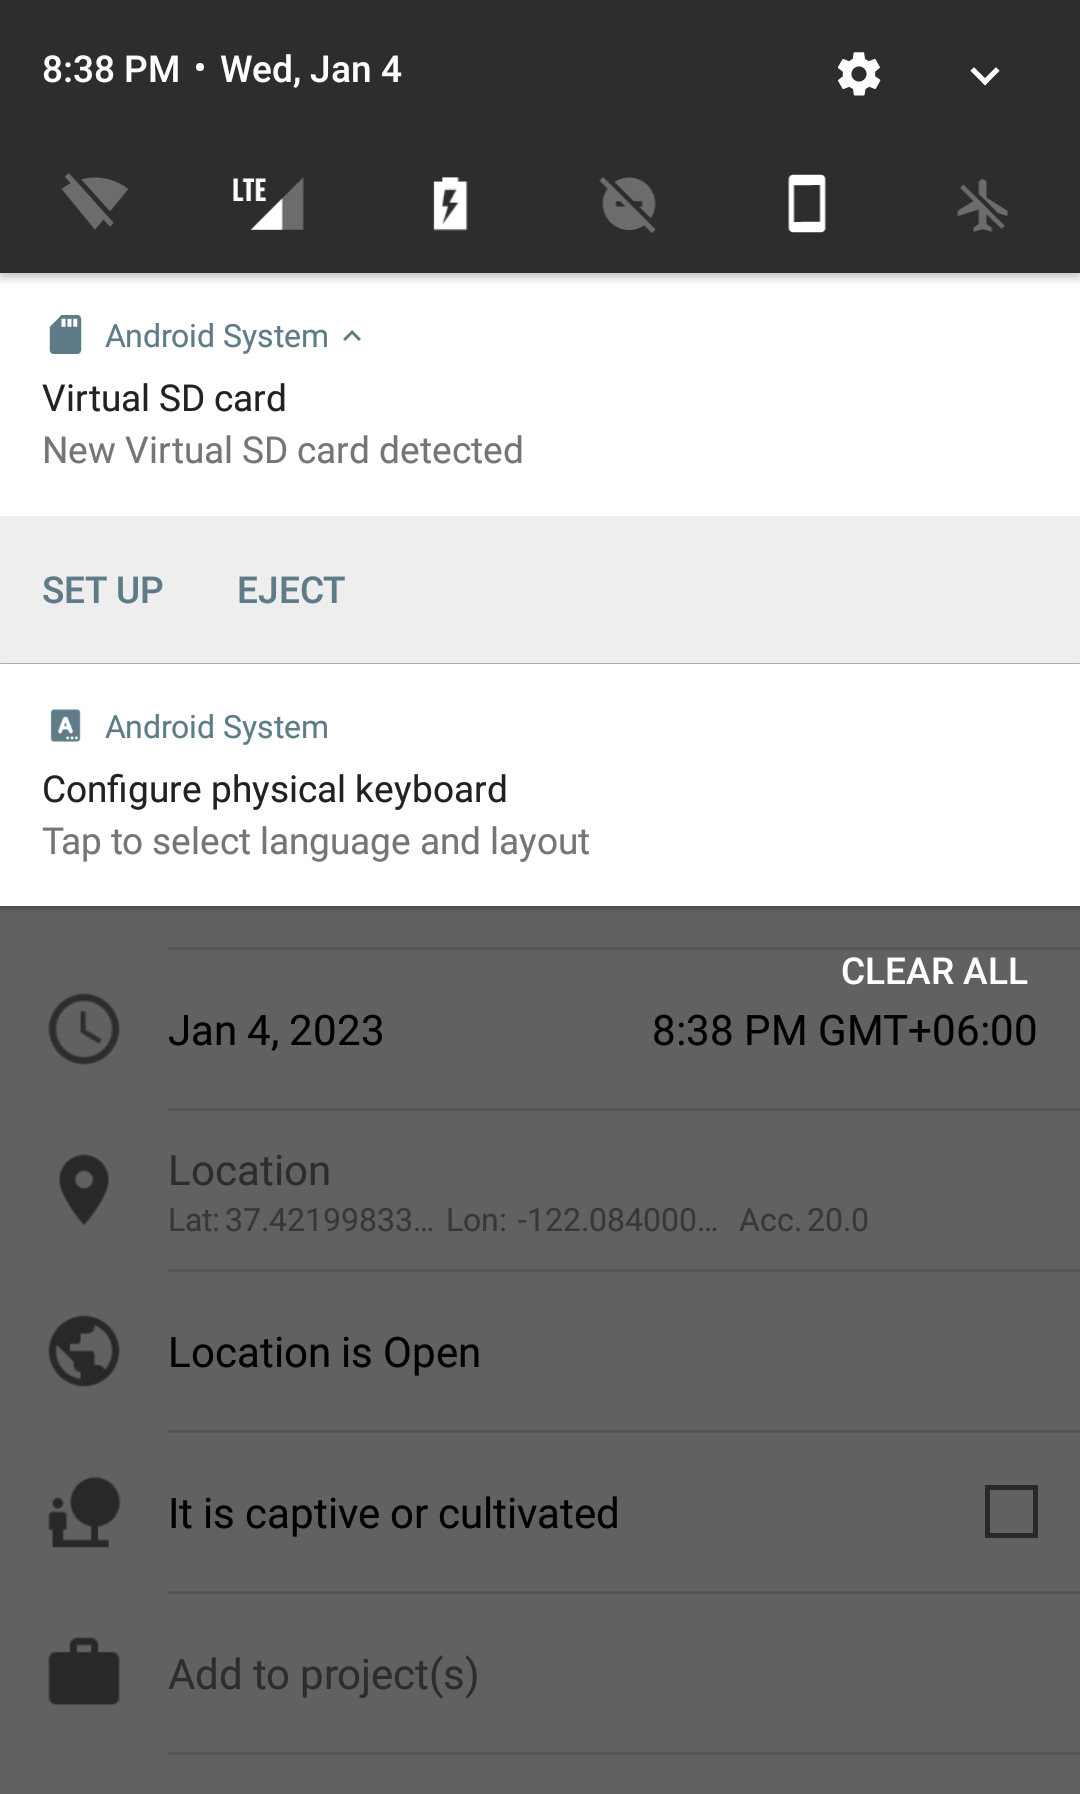 8:38 PM • Wed, Jan 4
LTE
Android System
Virtual SD card
New Virtual SD card detected
SET UP EJECT
A
Android System
Configure physical keyboard
Tap to select language and layout
CLEAR ALL
Jan 4, 2023 8:38 PM GMT+06:00
Location
Lat: 37.42199833... Lon: -122.084000... Acc. 20.0
Location is Open
It is captive or cultivated
Add to project(s)